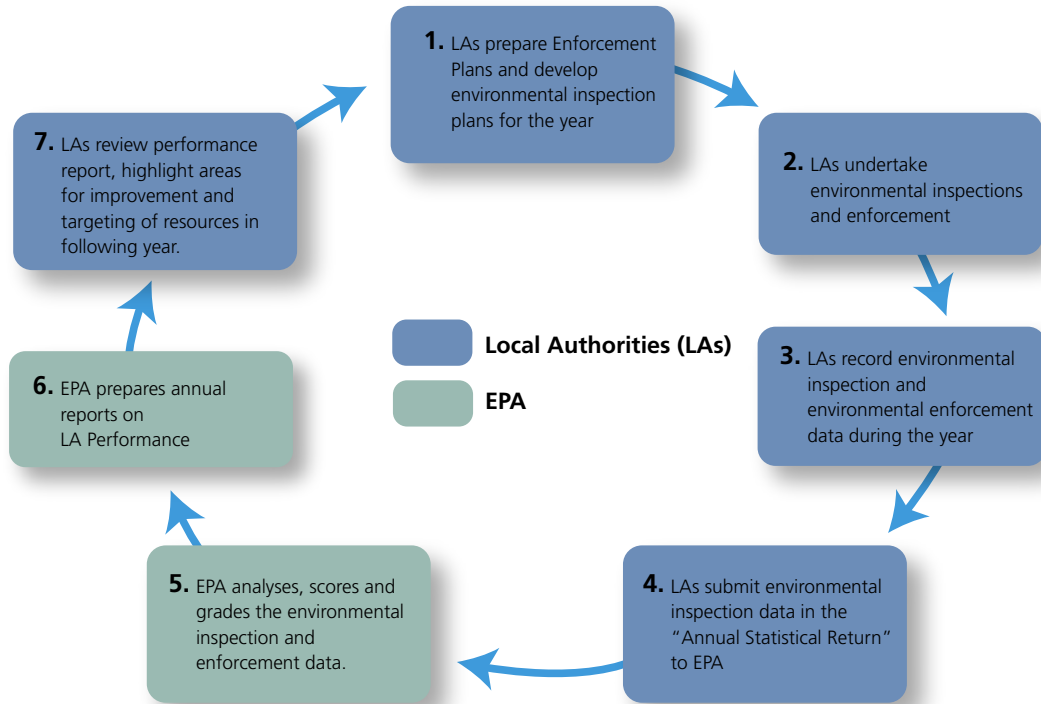 1. LAs prepare Enforcement
Plans and develop
environmental inspection
plans for the year
2. LAs undertake
environmental inspections
and enforcement
3. LAs record environmental
inspection and
environmental enforcement
data during the year
4. LAs submit environmental
inspection data in the
“Annual Statistical Return”
to EPA
5. EPA analyses, scores and
grades the environmental
inspection and
enforcement data.
6. EPA prepares annual
reports on
LA Performance
7. LAs review performance
report, highlight areas
for improvement and
targeting of resources in
following year.
Local Authorities (LAs)
EPA